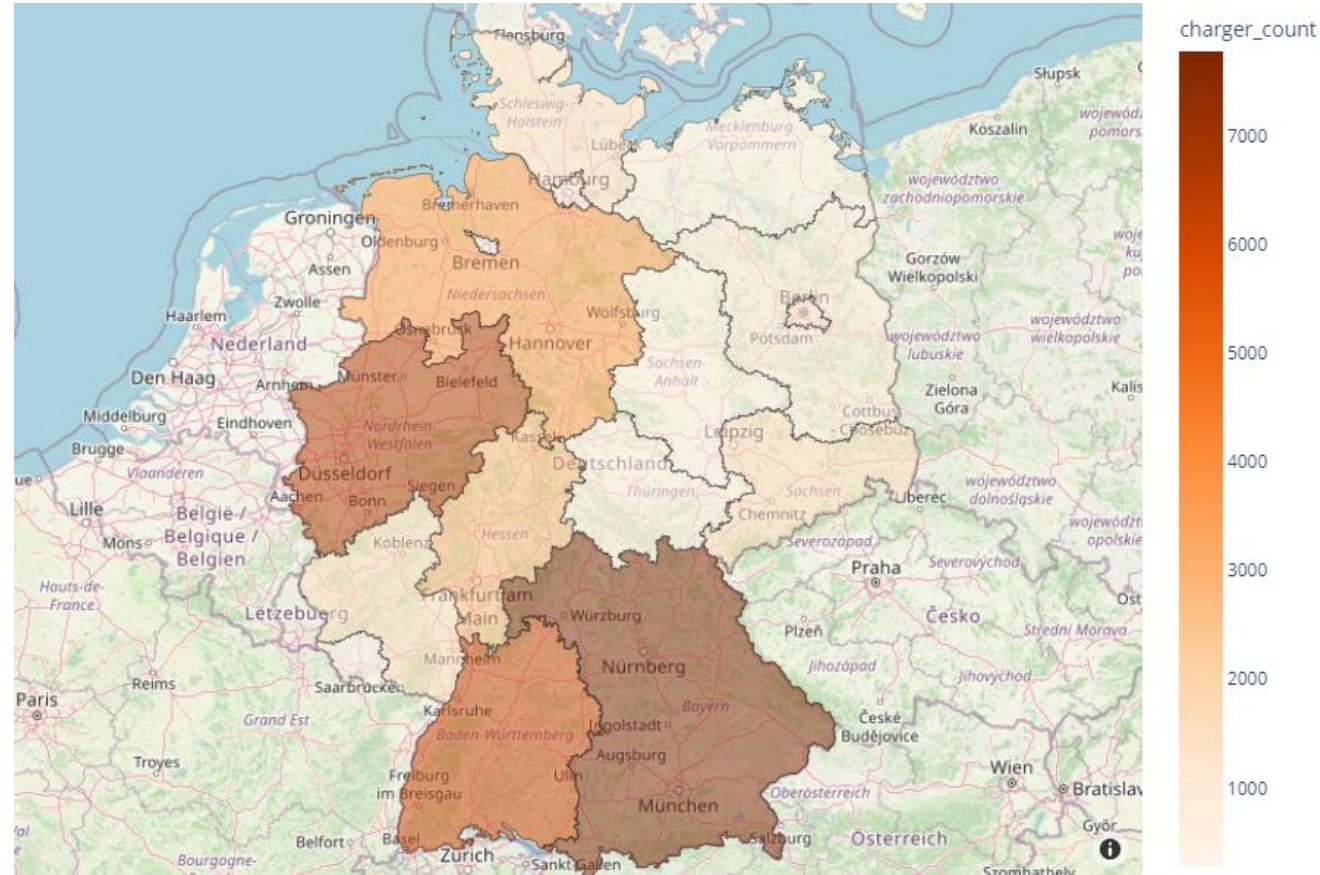 charger_count
7000
6000
5000
4000
3000
2000
1000
Flensburg
Schleswig-
Holstein
Lübeck
Mecklenburg-
Vorpommern
Hamburg
Słupsk
Koszalin
województwo
zachodniopomorskie
Groningen
Bremerhaven
Oldenburg
Bremen
Assen
Niedersachsen
Gorzów
Wielkopolski
Zwolle
Haarlem
Wolfsburg
Berlin
Potsdam
Nederland
Osnabrück
Hannover
województwo
lubuskie
województwo
wielkopolskie
Den Haag
Arnhem
Münster
Bielefeld
Sachsen-
Anhalt
Zielona
Góra
Kalis
Middelburg
Eindhoven
Cottbus
- Chóśebuz
Brugge
Nordrhein-
Westfalen
Kassel
Leipzig
Vlaanderen
Düsseldorf
Deutschland
Aachen
Bonn
Siegen
Thüringen
Sachsen
Chemnitz
Liberec
województwo
dolnośląskie
Lille
België /
Belgique /
Belgien
Mons
Koblenz
Hessen
Severozápad
Severovýchod
opolskie
Praha
Hauts-de-
France
Lëtzebuerg
Frankfurt am
Main
Würzburg
Plzeň
Česko
Střední Morava
Ost
Mannheim
Nürnberg
Jihozápad
Jihovýchod
Paris
Reims
Saarbrücken
Karlsruhe
Bayern
Grand Est
Baden-Württemberg
Ingolstadt
České
Budějovice
Troyes
Augsburg
Freiburg
im Breisgau
Ulm
München
Wien
Bratislav
Oberösterreich
Belfort
Basel
Zürich
Salzburg
Österreich
Győr
Bourgogne-
Sankt Gallen
Szombathely